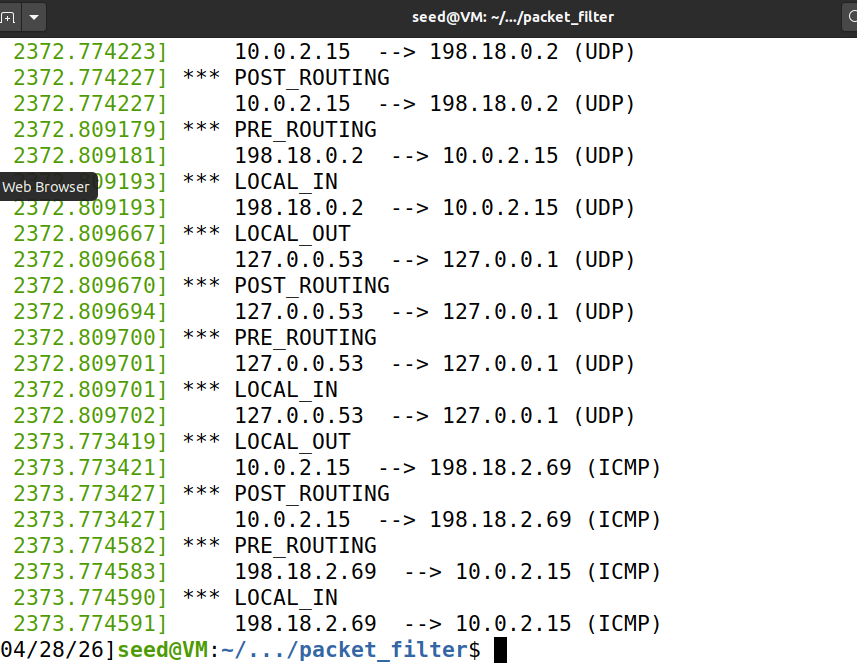 seed@VM: ~/.../packet_filter
2372.774223]     10.0.2.15  --> 198.18.0.2 (UDP)
2372.774227] *** POST_ROUTING
2372.774227]     10.0.2.15  --> 198.18.0.2 (UDP)
2372.809179] *** PRE_ROUTING
2372.809181]     198.18.0.2  --> 10.0.2.15 (UDP)
Web Browser
09193] *** LOCAL_IN
2372.809193]     198.18.0.2  --> 10.0.2.15 (UDP)
2372.809667] *** LOCAL_OUT
2372.809668]     127.0.0.53  --> 127.0.0.1 (UDP)
2372.809670] *** POST_ROUTING
2372.809694]     127.0.0.53  --> 127.0.0.1 (UDP)
2372.809700] *** PRE_ROUTING
2372.809701]     127.0.0.53  --> 127.0.0.1 (UDP)
2372.809701] *** LOCAL_IN
2372.809702]     127.0.0.53  --> 127.0.0.1 (UDP)
2373.773419] *** LOCAL_OUT
2373.773421]     10.0.2.15  --> 198.18.2.69 (ICMP)
2373.773427] *** POST_ROUTING
2373.773427]     10.0.2.15  --> 198.18.2.69 (ICMP)
2373.774582] *** PRE_ROUTING
2373.774583]     198.18.2.69  --> 10.0.2.15 (ICMP)
2373.774590] *** LOCAL_IN
2373.774591]     198.18.2.69  --> 10.0.2.15 (ICMP)
04/28/26]seed@VM:~/.../packet_filter$